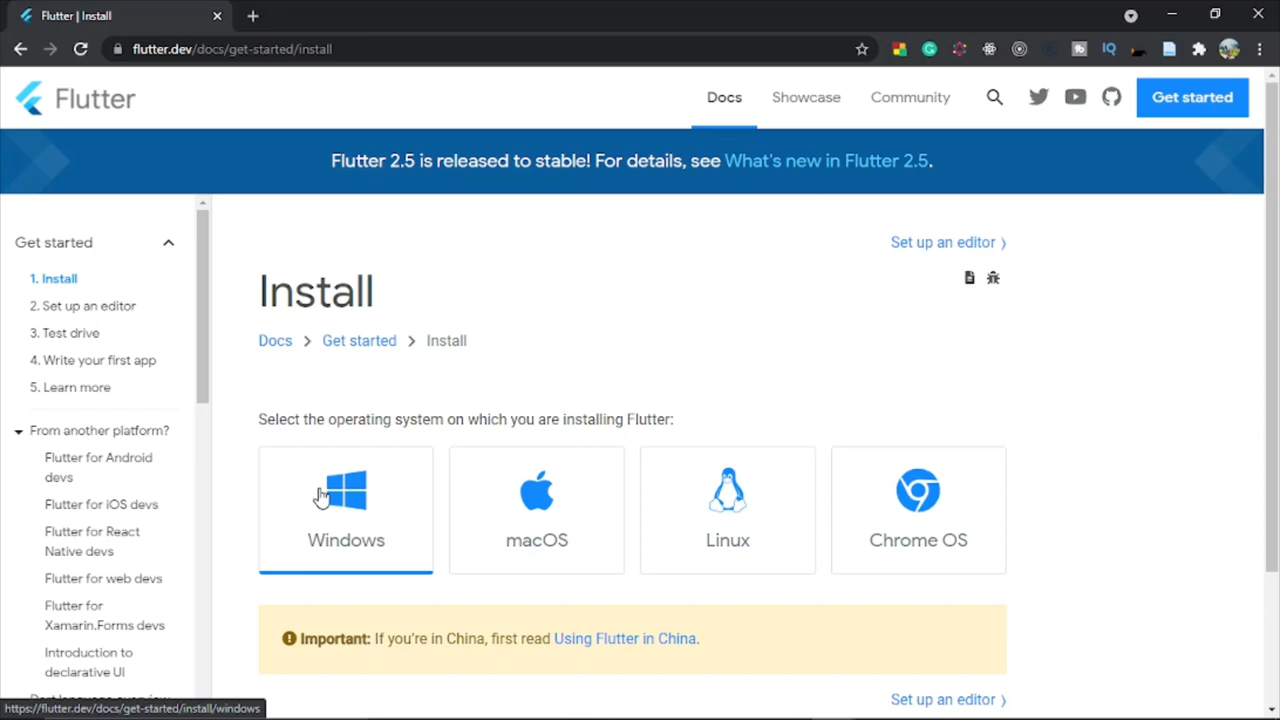 Flutter | Install
flutter.dev/docs/get-started/install
IQ
Flutter
Docs
Showcase
Community
Get started
Flutter 2.5 is released to stable! For details, see What's new in Flutter 2.5.
Get started
1. Install
2. Set up an editor
3. Test drive
4. Write your first app
5. Learn more
From another platform?
Flutter for Android
devs
Flutter for iOS devs
Flutter for React
Native devs
Flutter for web devs
Flutter for
Xamarin.Forms devs
Introduction to
declarative UI
Dart language overview
Set up an editor
Install
Docs
Get started
Install
Select the operating system on which you are installing Flutter:
Windows
macOS
Linux
Chrome OS
Important: If you're in China, first read Using Flutter in China.
Set up an editor
https://flutter.dev/docs/get-started/install/windows